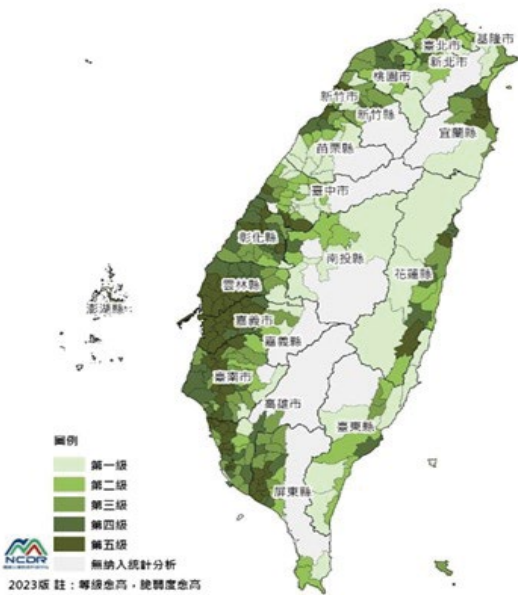 基隆市
臺北市
新北市
桃園市
新竹市
新竹縣
宜蘭縣
苗栗縣
臺中市
彰化縣
南投縣
花蓮縣
雲林縣
澎湖縣
嘉義市
嘉義縣
臺南市
高雄市
臺東縣
屏東縣
圖例
第一級
第二級
第三級
第四級
第五級
無納入統計分析
NCDR
2023版 註：等級愈高，脆弱度愈高